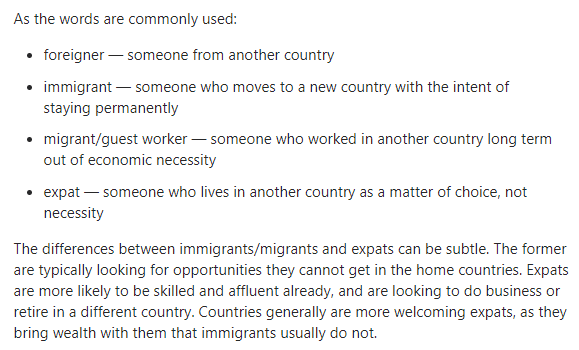 As the words are commonly used:
• foreigner — someone from another country
• immigrant — someone who moves to a new country with the intent of
staying permanently
• migrant/guest worker — someone who worked in another country long term
out of economic necessity
• expat — someone who lives in another country as a matter of choice, not
necessity
The differences between immigrants/migrants and expats can be subtle. The former
are typically looking for opportunities they cannot get in the home countries. Expats
are more likely to be skilled and affluent already, and are looking to do business or
retire in a different country. Countries generally are more welcoming expats, as they
bring wealth with them that immigrants usually do not.